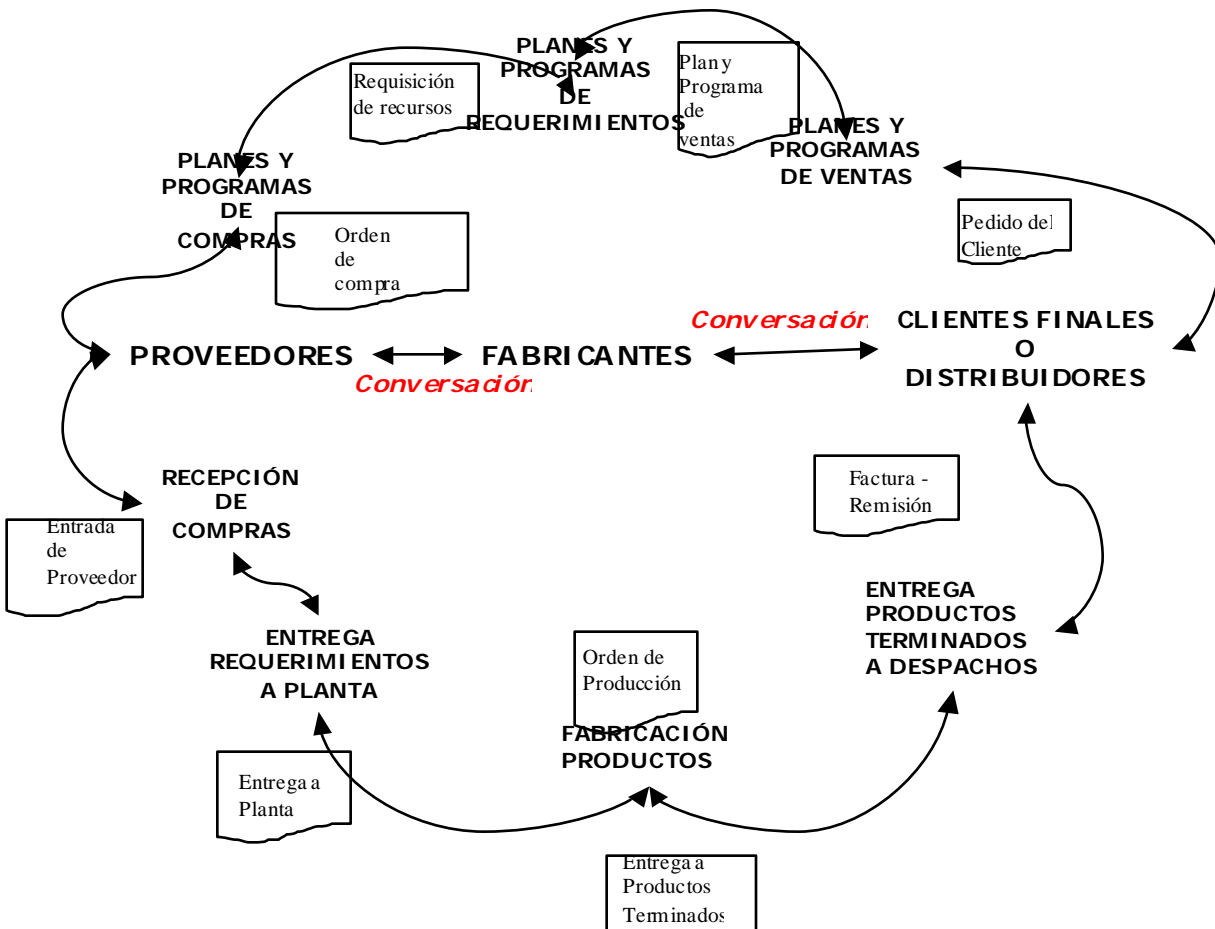 PLANES Y
PROGRAMAS
DE
REQUERIMIENTOS
Requisición
de recursos
Plan y
Programa
de
ventas
PLANES Y
PROGRAMAS
DE VENTAS
PLANES Y
PROGRAMAS
DE
COMPRAS
Orden
de
compra
Pedido del
Cliente
Conversación
CLIENTES FINALES
O
DISTRIBUIDORES
PROVEEDORES
FABRICANTES
Conversación
RECEPCIÓN
DE
COMPRAS
Factura -
Remisión
Entrada
de
Proveedor
ENTREGA
PRODUCTOS
TERMINADOS
A DESPACHOS
ENTREGA
REQUERIMIENTOS
A PLANTA
Orden de
Producción
FABRICACIÓN
PRODUCTOS
Entrega a
Planta
Entrega a
Productos
Terminados